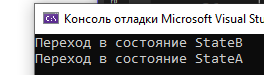 Консоль отладки Microsoft Visual Stu
Переход в состояние StateB
Переход в состояние StateA